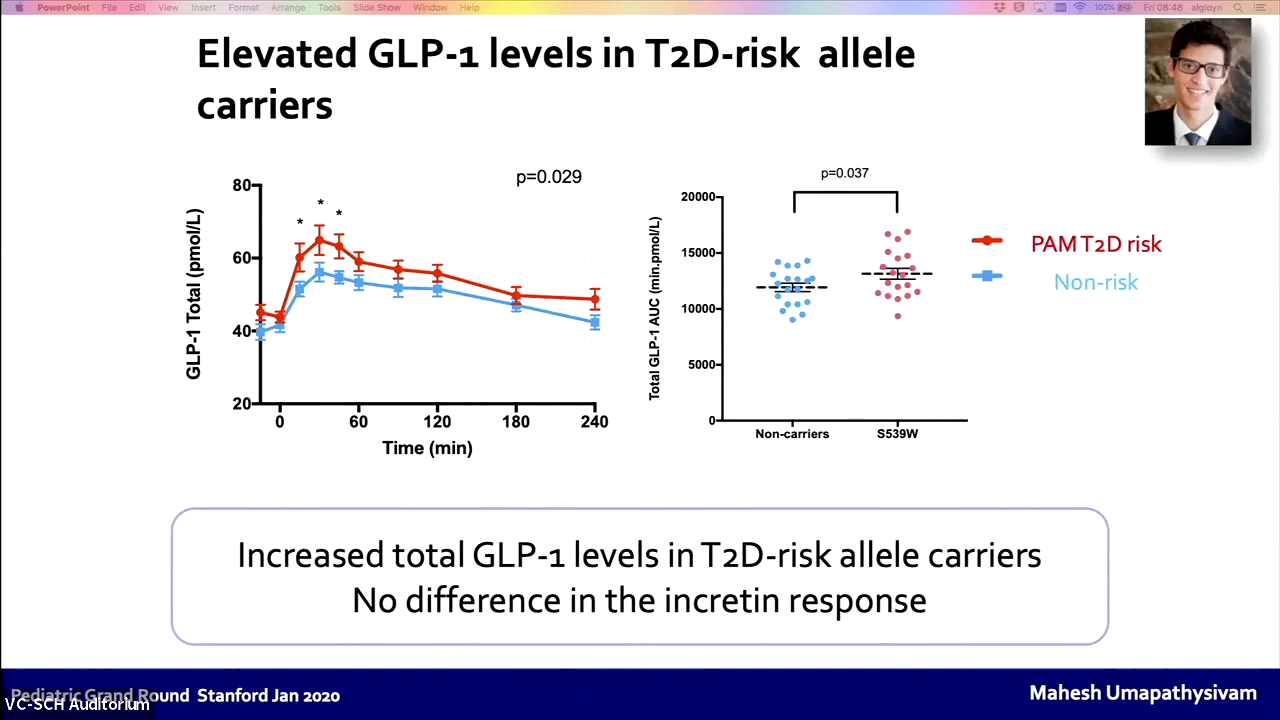 PowerPoint File Edit View Insert Format Arrange Tools Slide Show Window Help 100% Fri 08:48 algloyn
Elevated GLP-1 levels in T2D-risk allele
carriers
p=0.029
80
60
40
20
GLP-1 Total (pmol/L)
* * *
0 60 120 180 240
Time (min)
p=0.037
20000
15000
10000
5000
0
Total GLP-1 AUC (min.pmol/L)
Non-carriers S539W
PAM T2D risk
Non-risk
Increased total GLP-1 levels in T2D-risk allele carriers
No difference in the incretin response
Pediatric Grand Round Stanford Jan 2020
VC-SCH Auditorium
Mahesh Umapathysivam